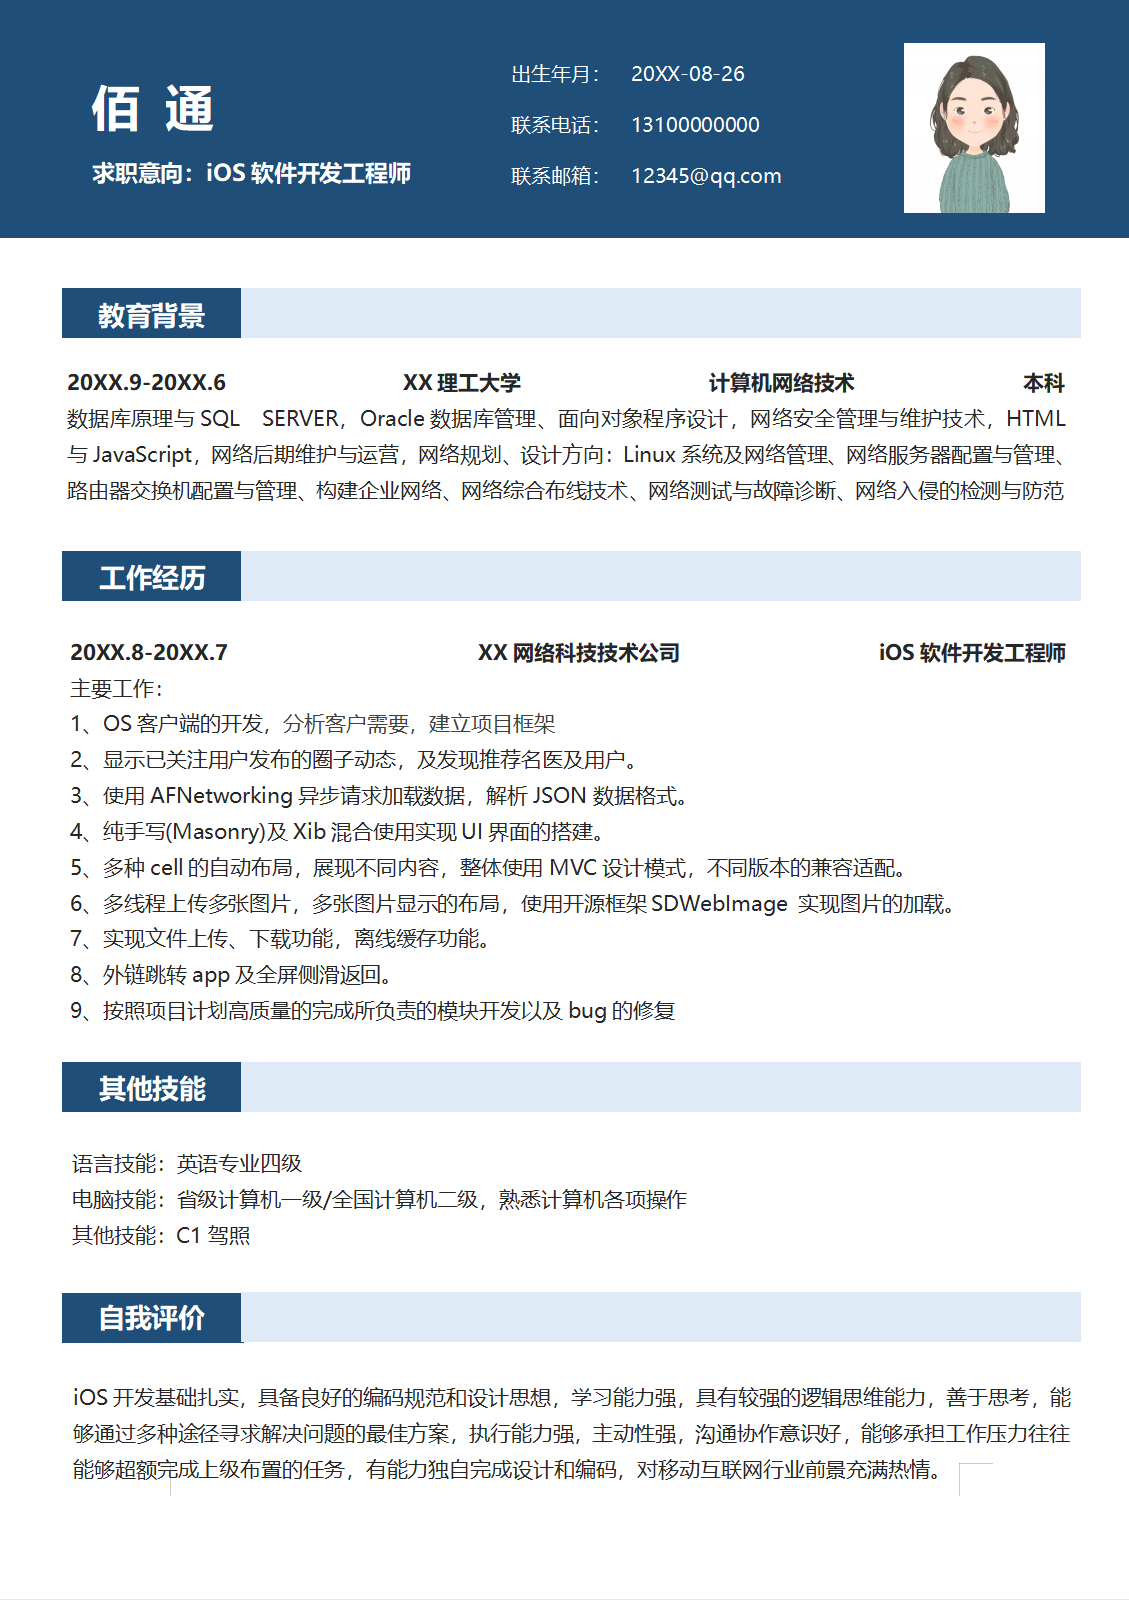 佰 通
求职意向：iOS 软件开发工程师
出生年月： 20XX-08-26
联系电话： 13100000000
联系邮箱： 12345@qq.com
教育背景
20XX.9-20XX.6 XX 理工大学 计算机网络技术 本科
数据库原理与 SQL SERVER，Oracle 数据库管理、面向对象程序设计，网络安全管理与维护技术，HTML
与 JavaScript，网络后期维护与运营，网络规划、设计方向：Linux 系统及网络管理、网络服务器配置与管理、
路由器交换机配置与管理、构建企业网络、网络综合布线技术、网络测试与故障诊断、网络入侵的检测与防范
工作经历
20XX.8-20XX.7 XX 网络科技技术公司 iOS 软件开发工程师
主要工作：
1、OS 客户端的开发，分析客户需要，建立项目框架
2、显示已关注用户发布的圈子动态，及发现推荐名医及用户。
3、使用 AFNetworking 异步请求加载数据，解析 JSON 数据格式。
4、纯手写(Masonry)及 Xib 混合使用实现 UI 界面的搭建。
5、多种 cell 的自动布局，展现不同内容，整体使用 MVC 设计模式，不同版本的兼容适配。
6、多线程上传多张图片，多张图片显示的布局，使用开源框架 SDWebImage 实现图片的加载。
7、实现文件上传、下载功能，离线缓存功能。
8、外链跳转 app 及全屏侧滑返回。
9、按照项目计划高质量的完成所负责的模块开发以及 bug 的修复
其他技能
语言技能：英语专业四级
电脑技能：省级计算机一级/全国计算机二级，熟悉计算机各项操作
其他技能：C1 驾照
自我评价
iOS 开发基础扎实，具备良好的编码规范和设计思想，学习能力强，具有较强的逻辑思维能力，善于思考，能
够通过多种途径寻求解决问题的最佳方案，执行能力强，主动性强，沟通协作意识好，能够承担工作压力往往
能够超额完成上级布置的任务，有能力独自完成设计和编码，对移动互联网行业前景充满热情。